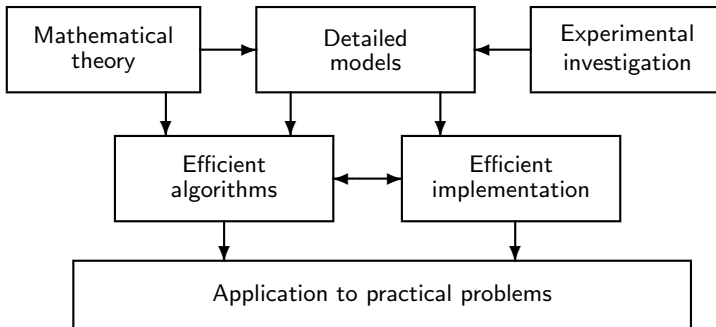 Mathematical
theory
Detailed
models
Experimental
investigation
Efficient
algorithms
Efficient
implementation
Application to practical problems